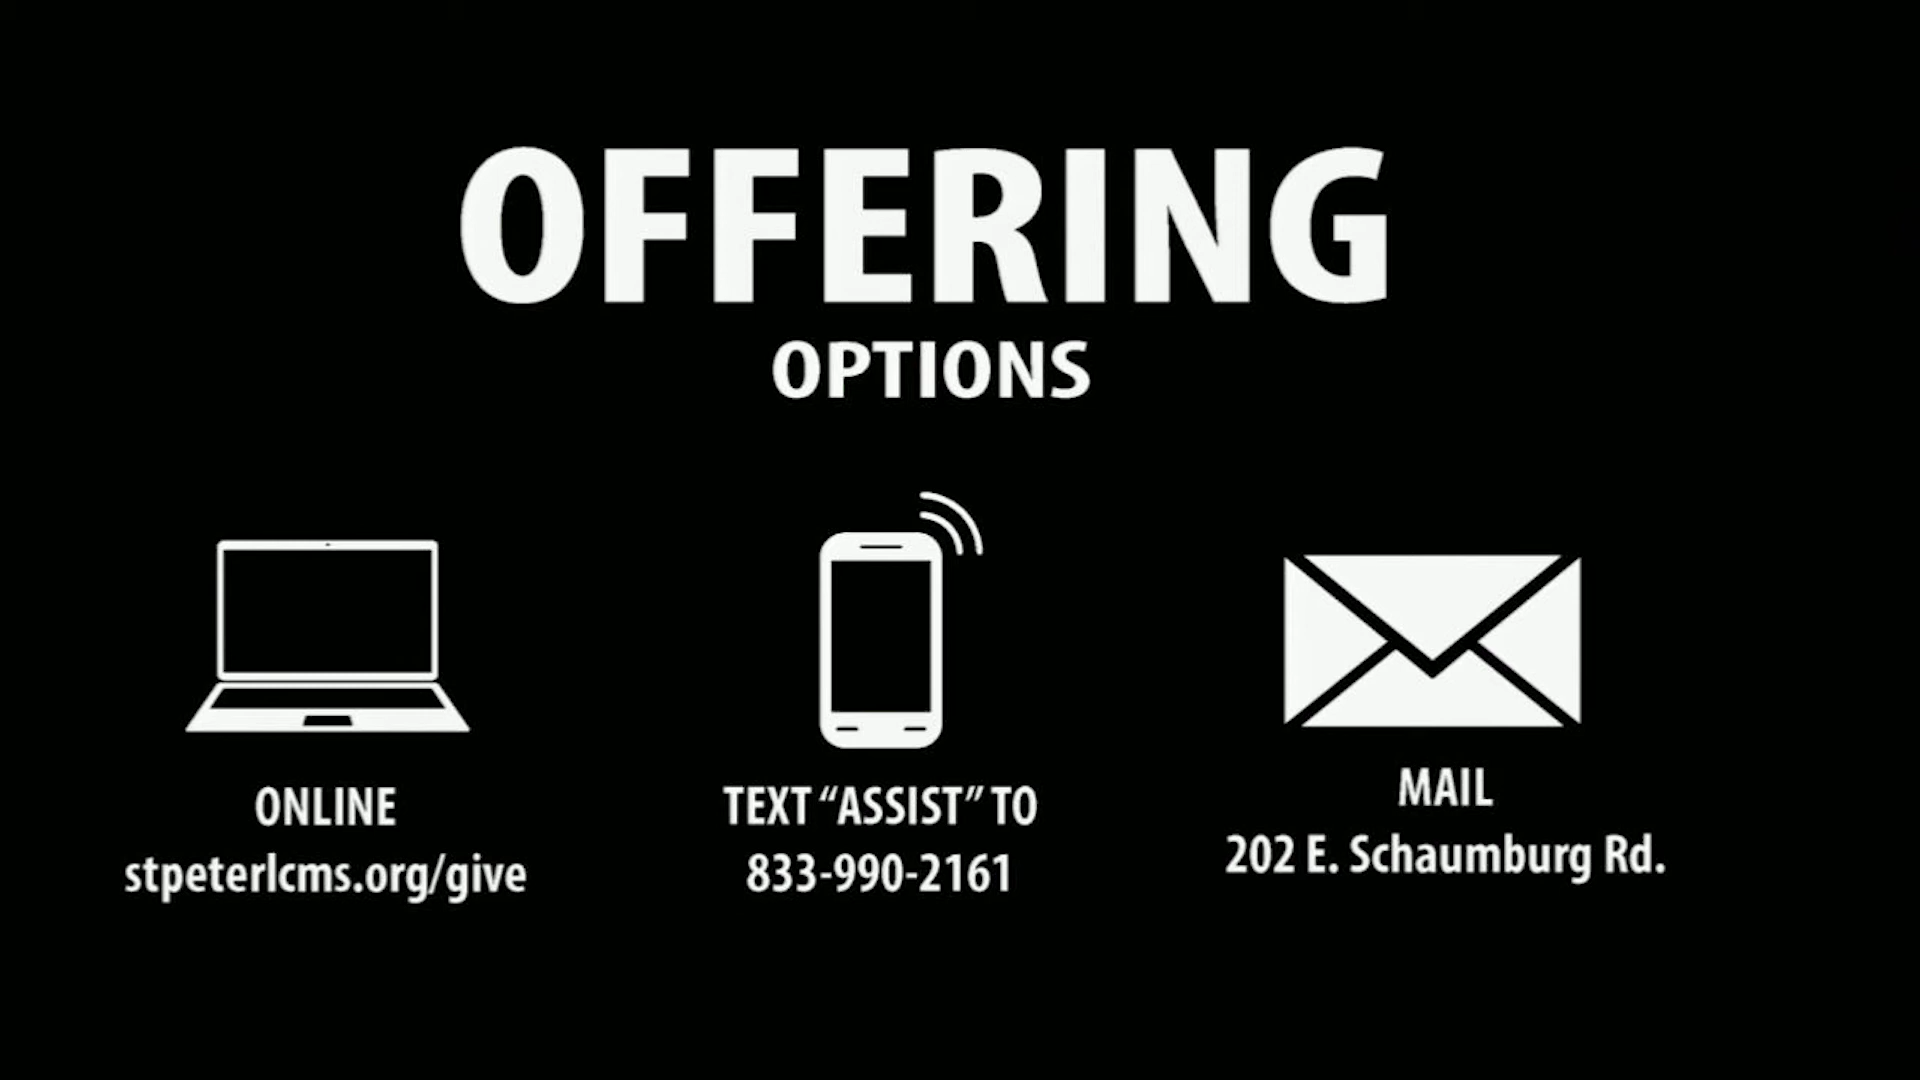 OFFERING
OPTIONS
ONLINE
stpeterlcms.org/give
TEXT “ASSIST” TO
833-990-2161
MAIL
202 E. Schaumburg Rd.